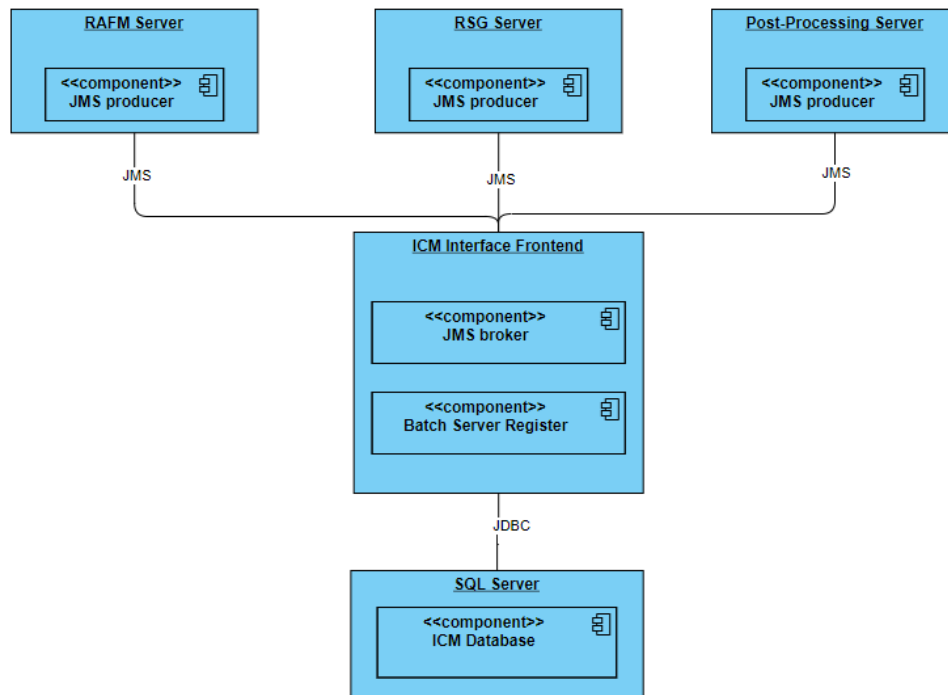 RAFM Server
<<component>>
JMS producer
RSG Server
<<component>>
JMS producer
Post-Processing Server
<<component>>
JMS producer
JMS
JMS
JMS
ICM Interface Frontend
<<component>>
JMS broker
<<component>>
Batch Server Register
JDBC
SQL Server
<<component>>
ICM Database